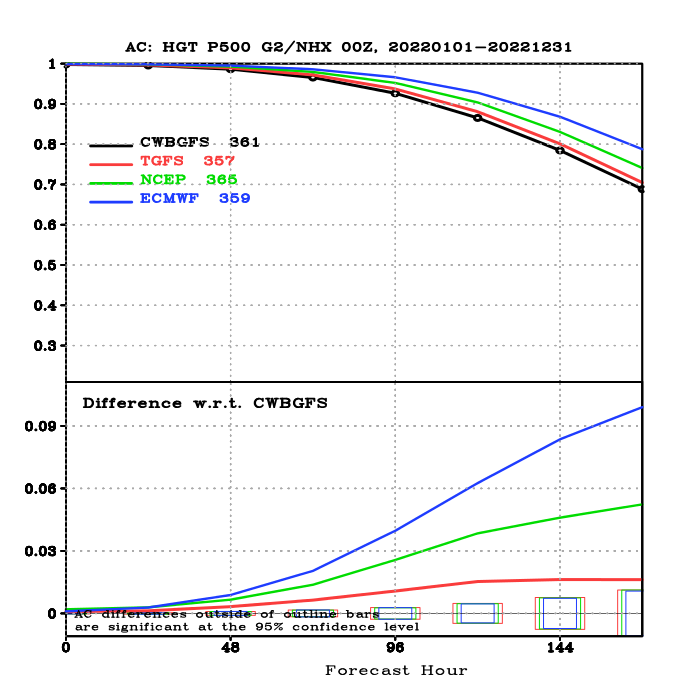 AC: HGT P500 G2/NHX 00Z, 20220101-20221231
1
0.9
0.8
0.7
0.6
0.5
0.4
0.3
CWBGFS 361
TGFS 357
NCEP 365
ECMWF 359
Difference w.r.t. CWBGFS
0.09
0.06
0.03
0
AC differences outside of outline bars
are significant at the 95% confidence level
0 48 96 144
Forecast Hour